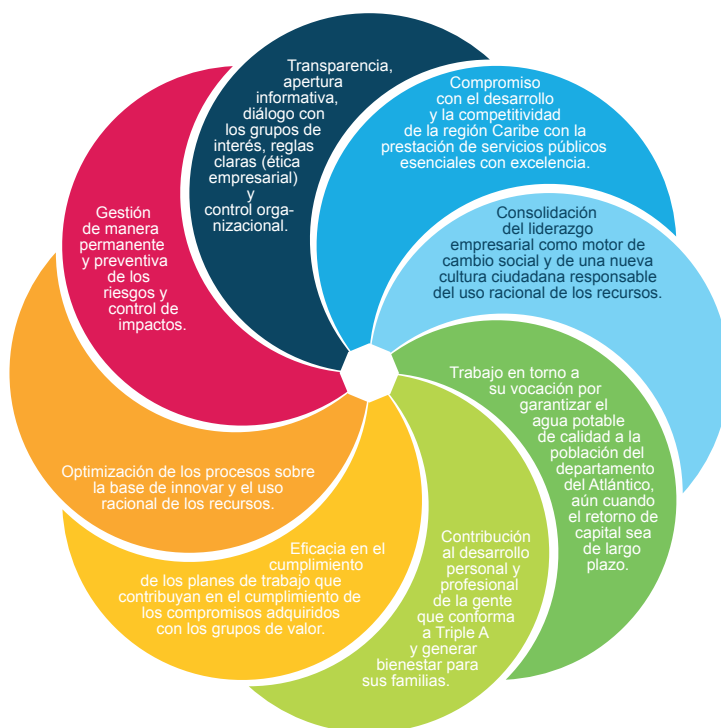 Transparencia,
apertura
informativa,
diálogo con
los grupos de
interés, reglas
claras (ética
empresarial)
y
control orga-
nizacional.
Compromiso
con el desarrollo
y la competitividad
de la región Caribe con la
prestación de servicios públicos
esenciales con excelencia.
Consolidación
del liderazgo
empresarial como motor de
cambio social y de una nueva
cultura ciudadana responsable
del uso racional de los recursos.
Trabajo en torno a
su vocación por
garantizar el
agua potable
de calidad a la
población del
departamento
del Atlántico,
aún cuando
el retorno de
capital sea
de largo
plazo.
Contribución
al desarrollo
personal y
profesional
de la gente
que conforma
a Triple A
y generar
bienestar para
sus familias.
Eficacia en el
cumplimiento
de los planes de trabajo que
contribuyan en el cumplimiento de
los compromisos adquiridos
con los grupos de valor.
Optimización de los procesos sobre
la base de innovar y el uso
racional de los recursos.
Gestión
de manera
permanente
y preventiva
de los
riesgos y
control de
impactos.